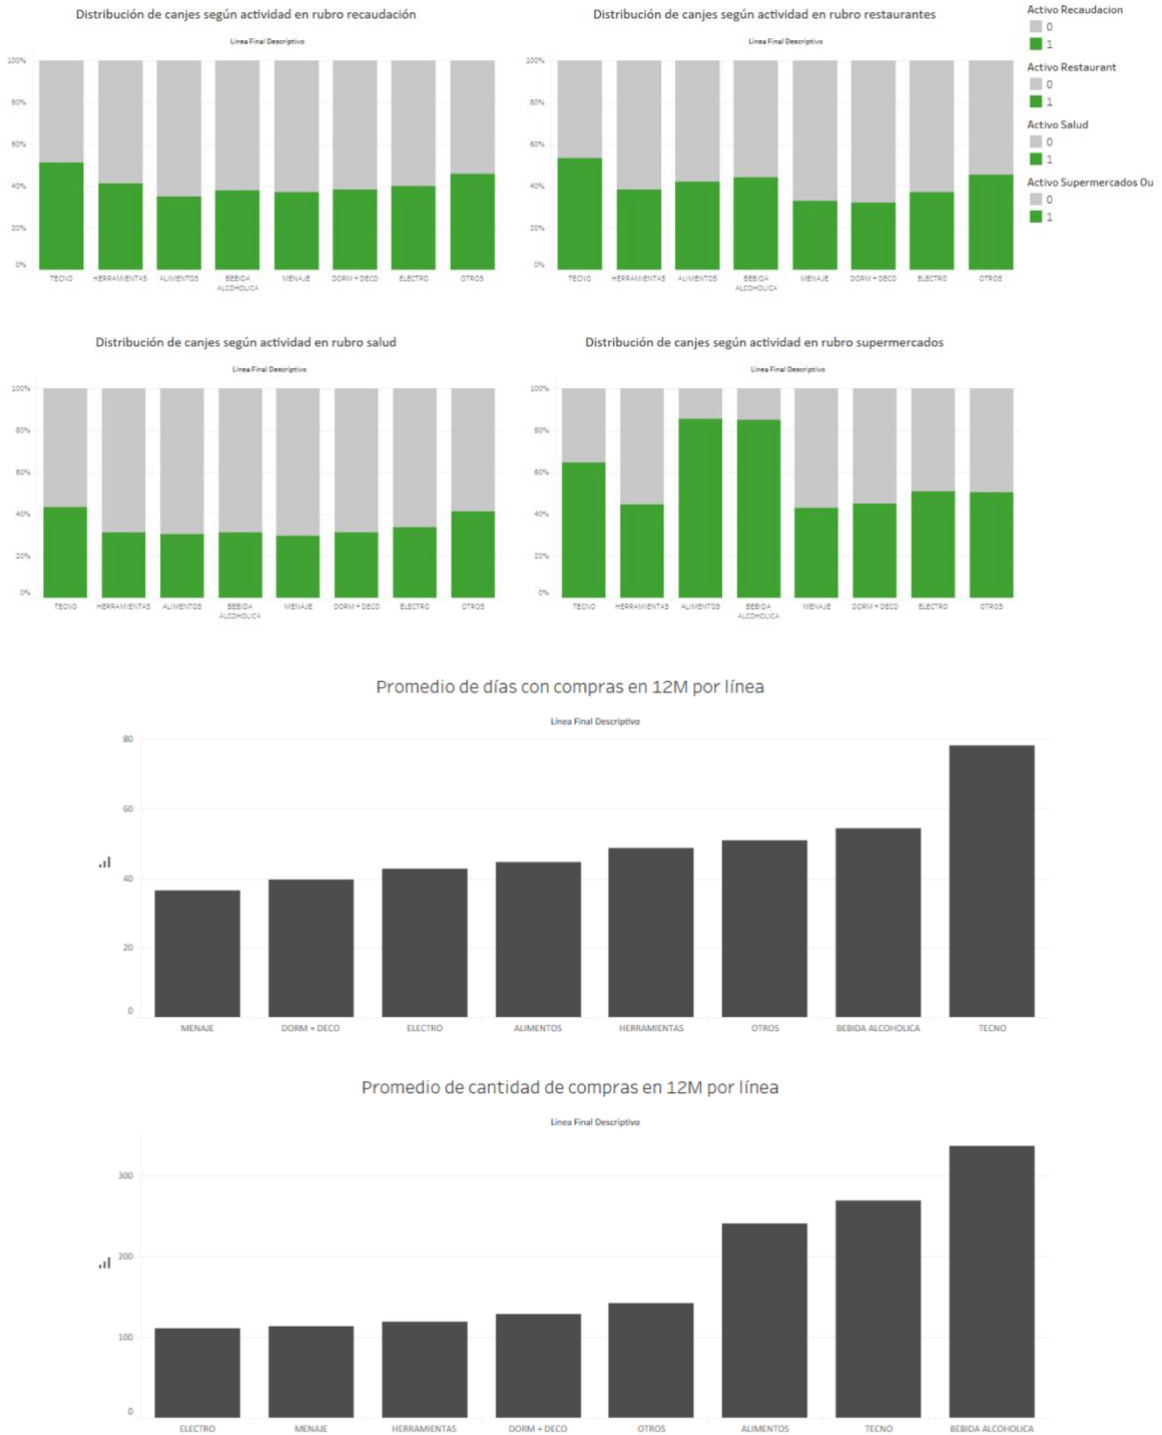 Distribución de canjes según actividad en rubro recaudación
Línea Final Descriptivo
100%
80%
60%
40%
20%
0%
TECNO HERRAMIENTAS ALIMENTOS BEBIDA ALCOHOLICA MENAJE DORM + DECO ELECTRO OTROS
Distribución de canjes según actividad en rubro restaurantes
Línea Final Descriptivo
100%
80%
60%
40%
20%
0%
TECNO HERRAMIENTAS ALIMENTOS BEBIDA ALCOHOLICA MENAJE DORM + DECO ELECTRO OTROS
Activo Recaudacion
0
1
Activo Restaurant
0
1
Activo Salud
0
1
Activo Supermercados Ou
0
1
Distribución de canjes según actividad en rubro salud
Línea Final Descriptivo
100%
80%
60%
40%
20%
0%
TECNO HERRAMIENTAS ALIMENTOS BEBIDA ALCOHOLICA MENAJE DORM + DECO ELECTRO OTROS
Distribución de canjes según actividad en rubro supermercados
Línea Final Descriptivo
100%
80%
60%
40%
20%
0%
TECNO HERRAMIENTAS ALIMENTOS BEBIDA ALCOHOLICA MENAJE DORM + DECO ELECTRO OTROS
Promedio de días con compras en 12M por línea
Línea Final Descriptivo
80
60
40
20
0
MENAJE DORM + DECO ELECTRO ALIMENTOS HERRAMIENTAS OTROS BEBIDA ALCOHOLICA TECNO
Promedio de cantidad de compras en 12M por línea
Línea Final Descriptivo
300
200
100
0
ELECTRO MENAJE HERRAMIENTAS DORM + DECO OTROS ALIMENTOS TECNO BEBIDA ALCOHOLICA